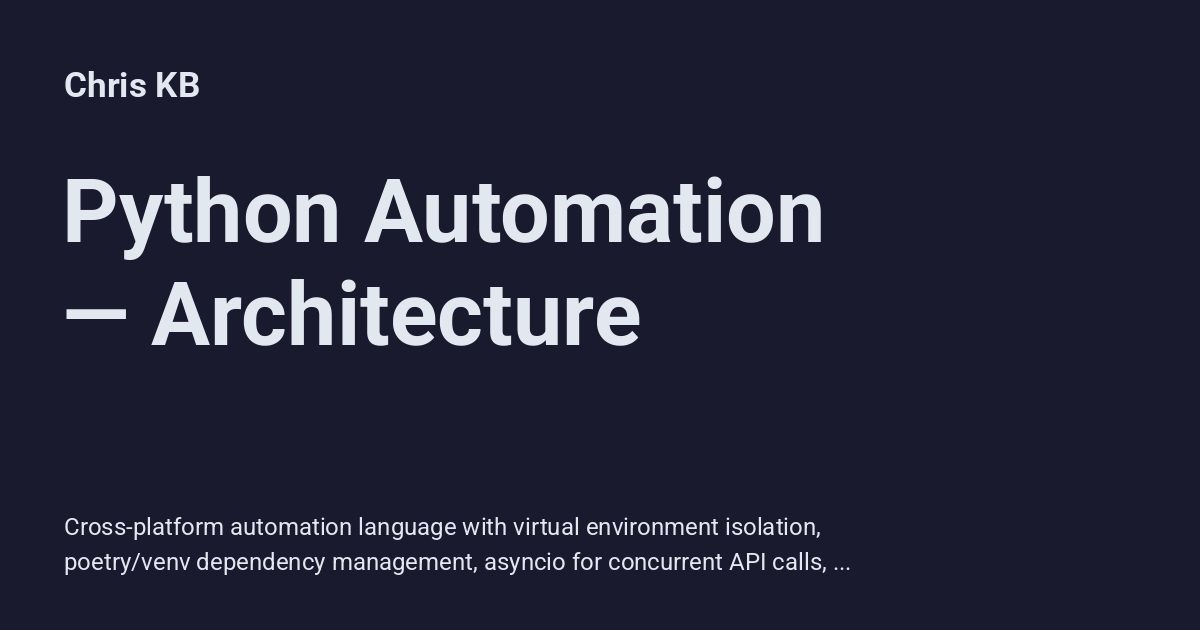 Chris KB
Python Automation
— Architecture
Cross-platform automation language with virtual environment isolation,
poetry/venv dependency management, asyncio for concurrent API calls, ...